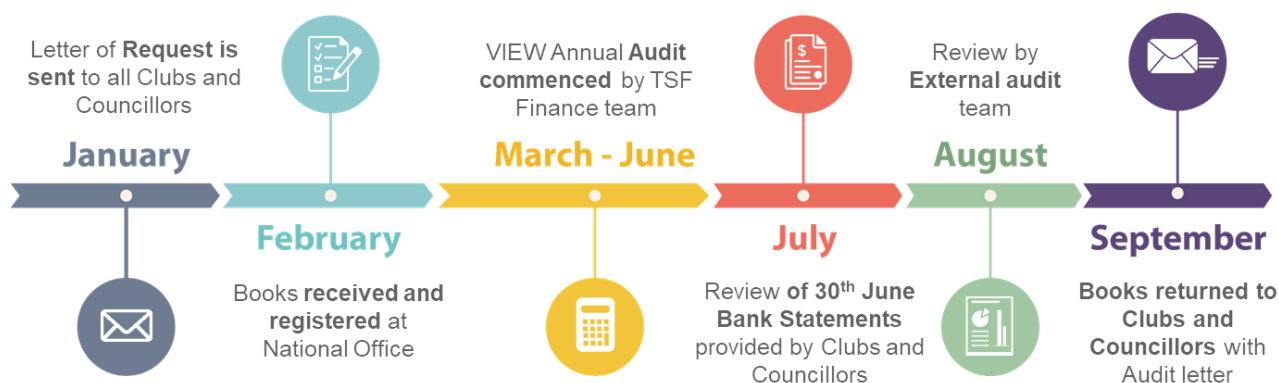 Letter of Request is
sent to all Clubs and
Councillors
January
February
Books received and
registered at
National Office
VIEW Annual Audit
commenced by TSF
Finance team
March - June
$
July
Review of 30th June
Bank Statements
provided by Clubs and
Councillors
Review by
External audit
team
August
September
Books returned to
Clubs and
Councillors with
Audit letter